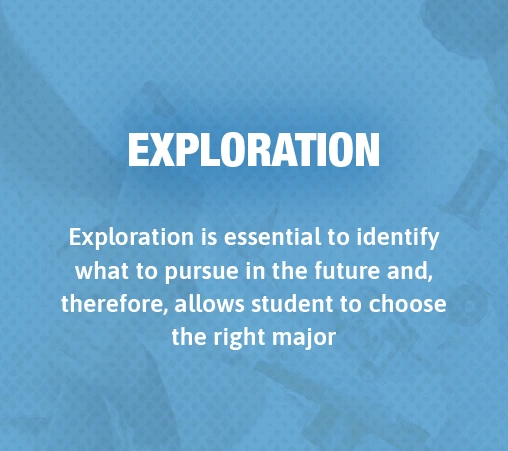 EXPLORATION
Exploration is essential to identify
what to pursue in the future and,
therefore, allows student to choose
the right major